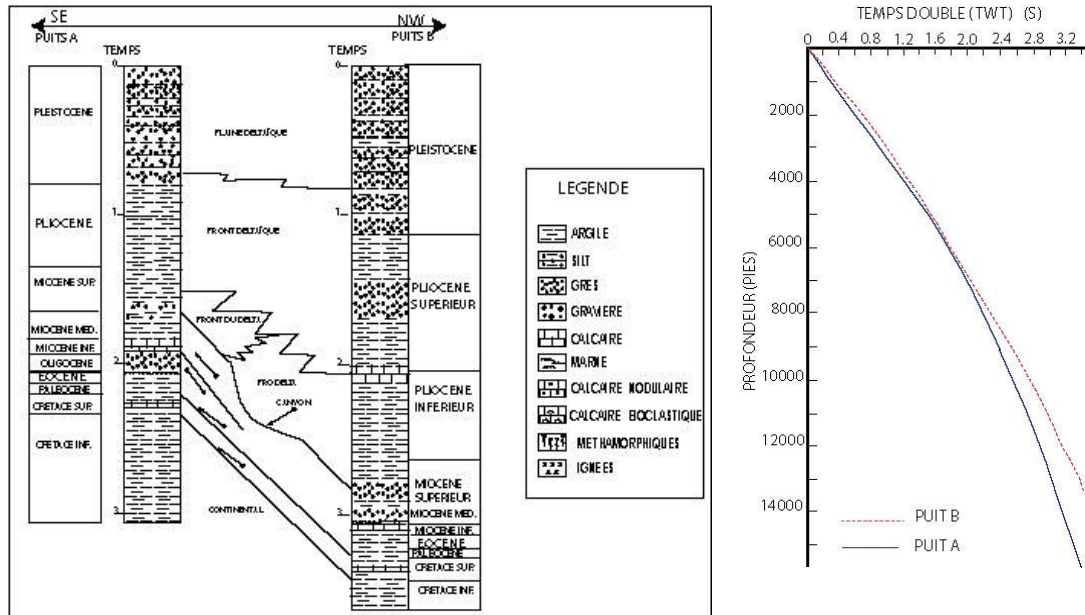 SE
NW
PUITS A
PUITS B
TEMPS
TEMPS
0
0
PLEISTOCENE
PLIOCENE
MIOCENE SUP.
MIOCENE MED.
MIOCENE INF.
OLIGOCENE
EOCENE
PALEOCENE
CRETACE SUP.
CRETACE INF.
1
2
3
PLAINE DELTAÏQUE
FRONT DELTAÏQUE
FRONT DU DELTA
PRODELTA
CANYON
CONTINENTAL
1
2
3
PLEISTOCENE
PLIOCENE
SUPERIEUR
PLIOCENE
INFERIEUR
MIOCENE
SUPERIEUR
MIOCENE MED.
MIOCENE INF.
EOCENE
PALEOCENE
CRETACE SUP.
CRETACE INF.
LEGENDE
ARGILE
SILT
GRES
GRAVIERE
CALCAIRE
MARNE
CALCAIRE NODULAIRE
CALCAIRE BIOCLASTIQUE
METHAMORPHIQUES
IGNEES
TEMPS DOUBLE (TWT) (S)
0 0.4 0.8 1.2 1.6 2.0 2.4 2.8 3.2
PROFONDEUR (PIES)
2000
4000
6000
8000
10000
12000
14000
PUIT B
PUIT A